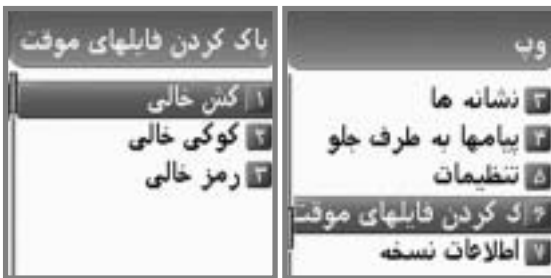 وپ
۳ نشانه ها
۴ پیامها به طرف جلو
۵ تنظیمات
۶ ک کردن فایلهای موقت
۷ اطلاعات نسخه
پاک کردن فایلهای موقت
۱ کش خالی
۲ کوکی خالی
۳ رمز خالی